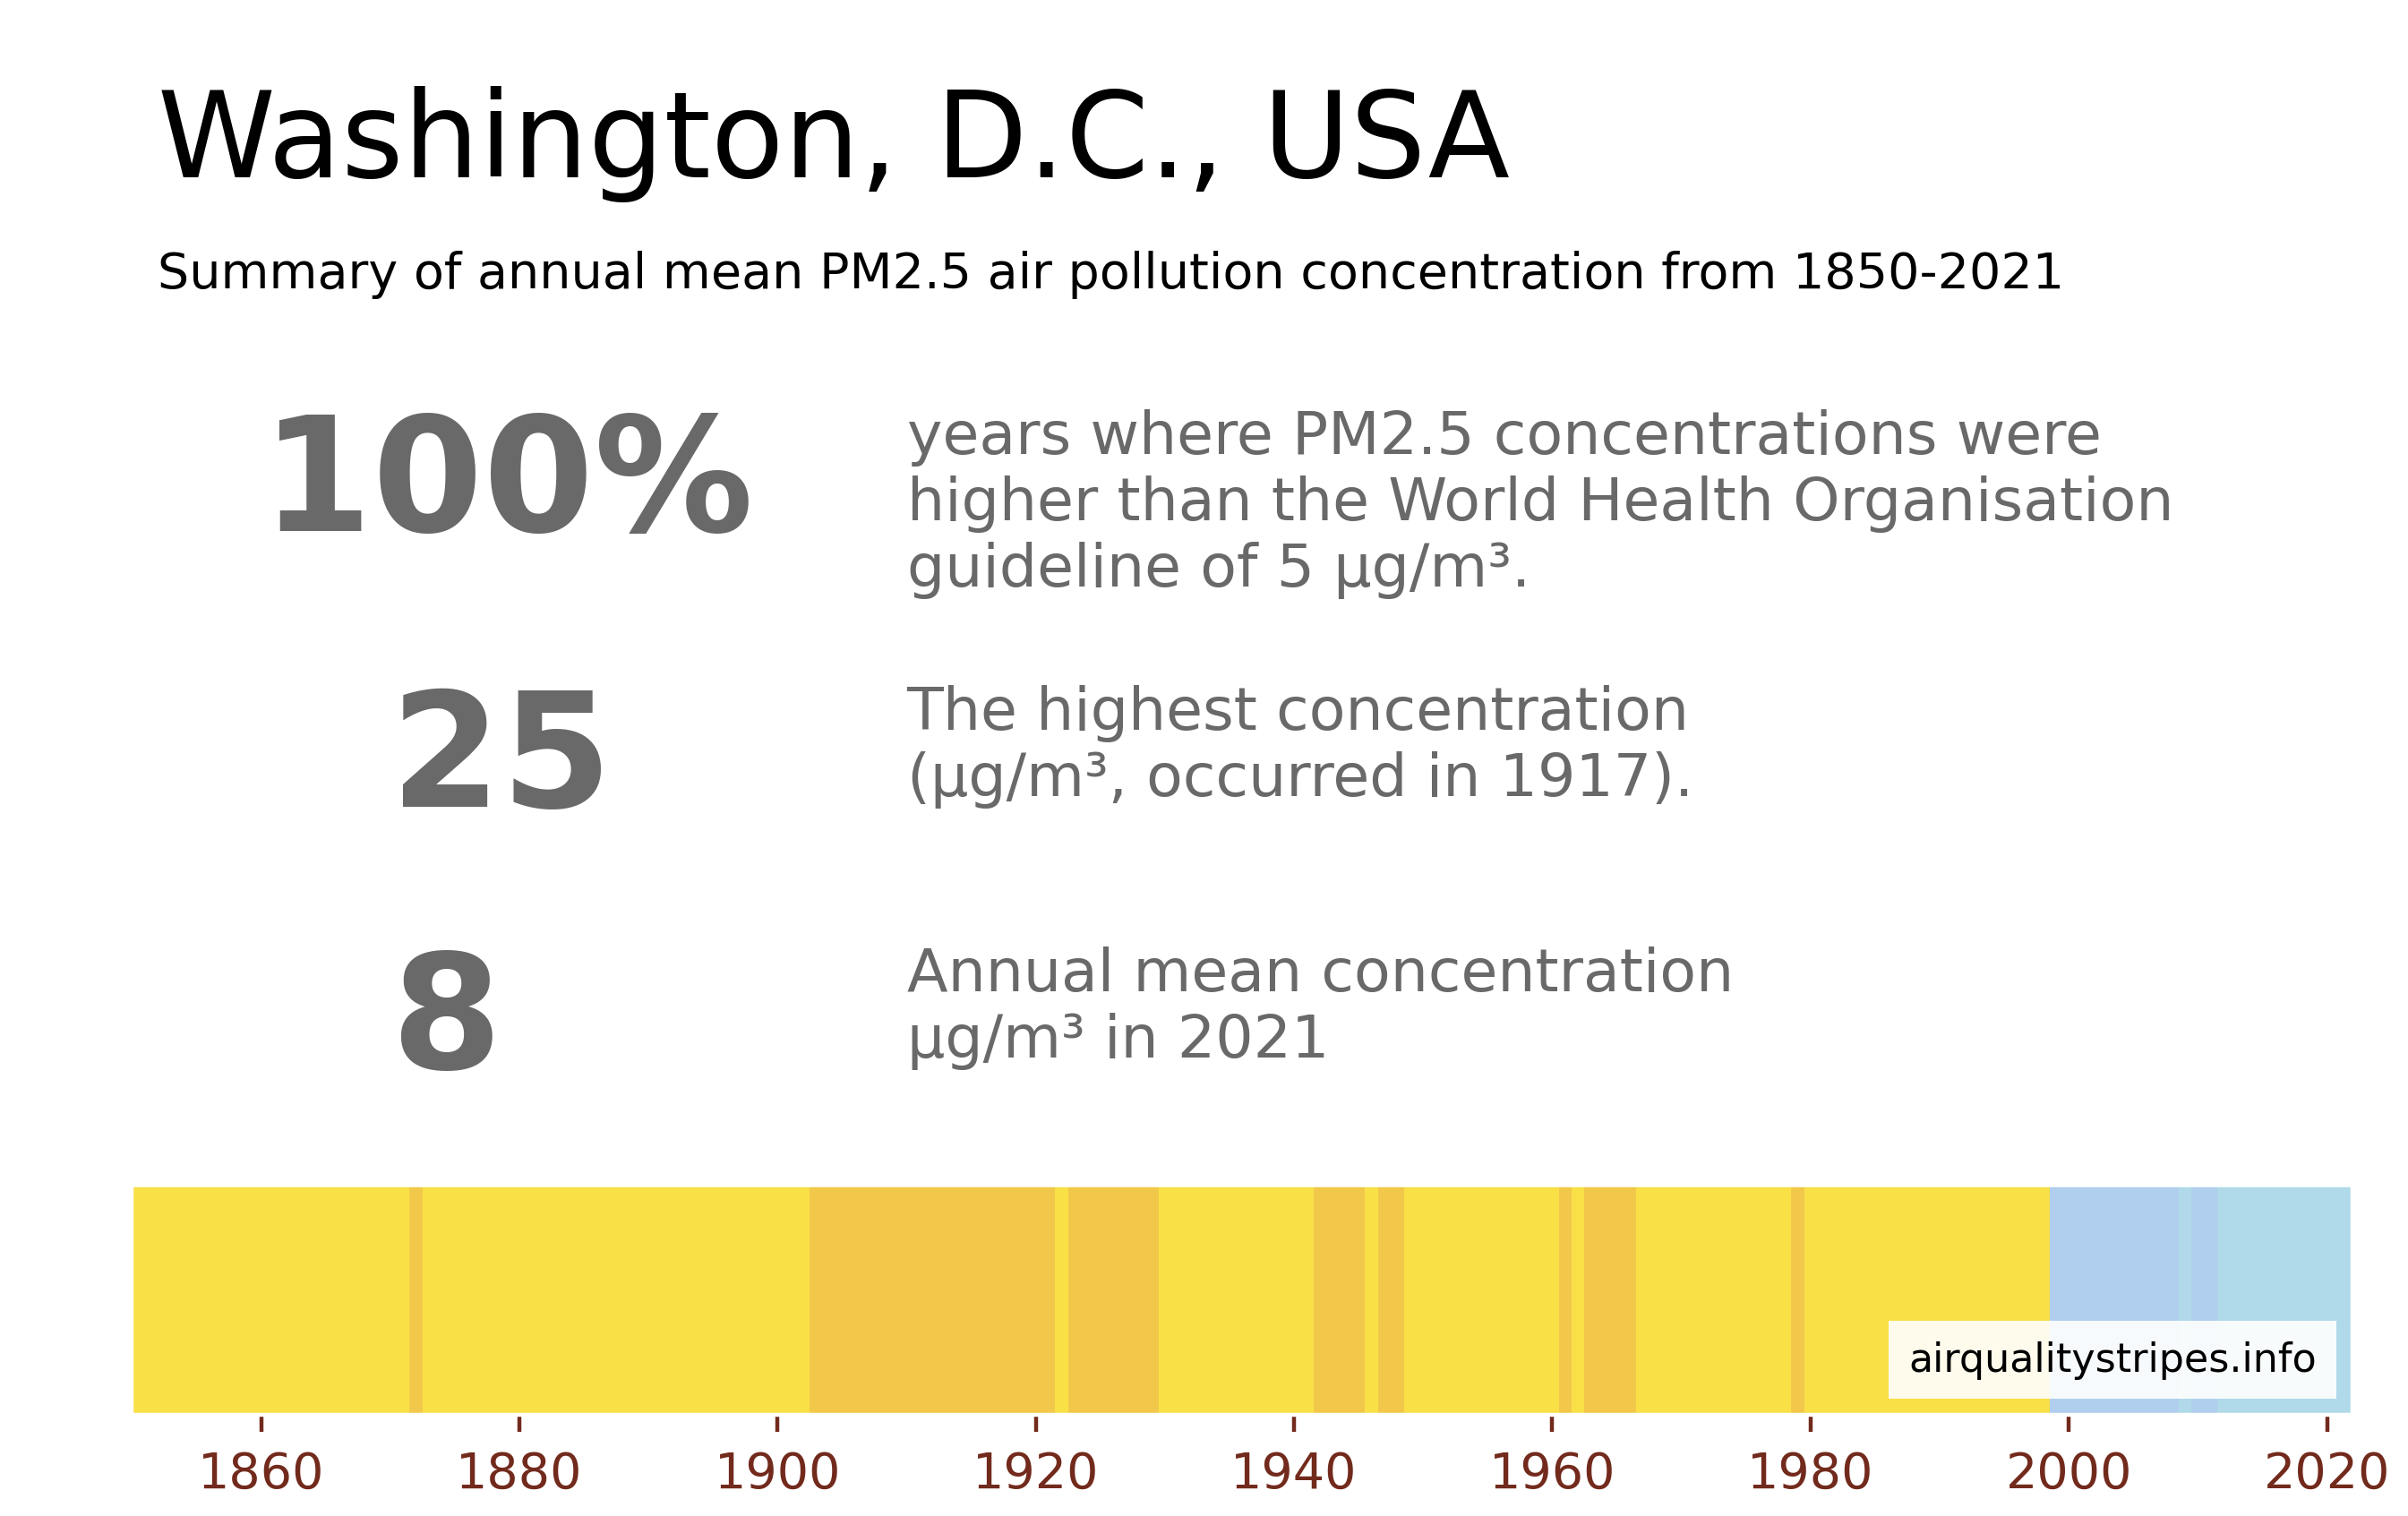 Washington, D.C., USA
Summary of annual mean PM2.5 air pollution concentration from 1850-2021
100%
years where PM2.5 concentrations were
higher than the World Health Organisation
guideline of 5 µg/m³.
25
The highest concentration
(µg/m³, occurred in 1917).
8
Annual mean concentration
µg/m³ in 2021
airqualitystripes.info
1860 1880 1900 1920 1940 1960 1980 2000 2020